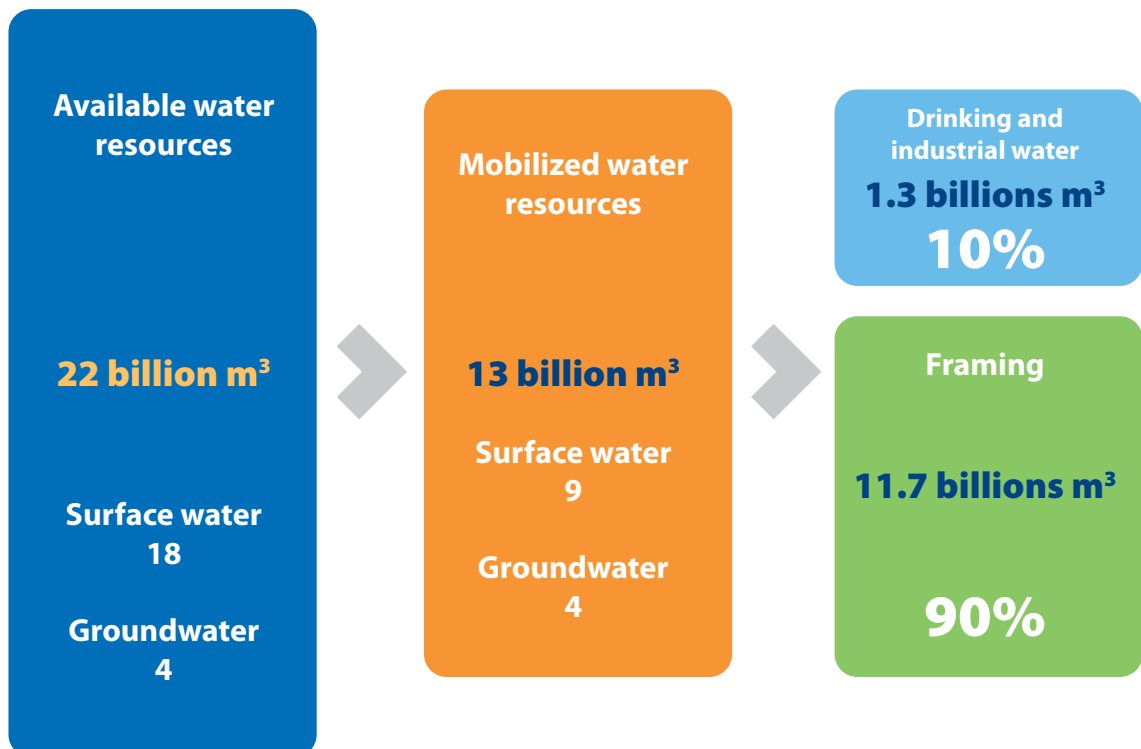 Available water
resources
22 billion m³
Surface water
18
Groundwater
4
Mobilized water
resources
13 billion m³
Surface water
9
Groundwater
4
Drinking and
industrial water
1.3 billions m³
10%
Framing
11.7 billions m³
90%